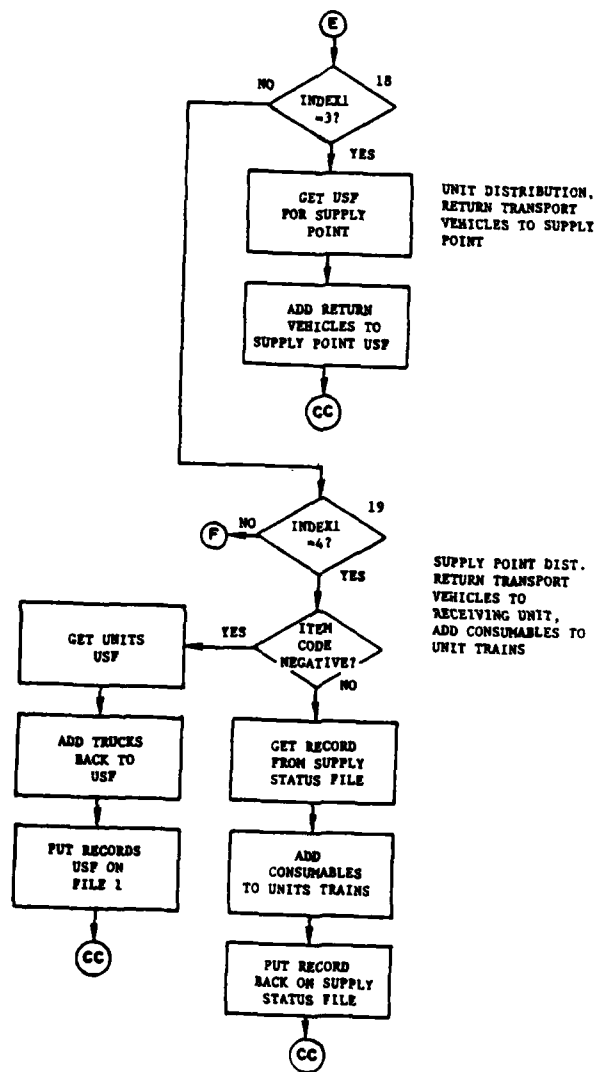 E
NO
18
INDEX1
=3?
YES
GET USF
FOR SUPPLY
POINT
UNIT DISTRIBUTION,
RETURN TRANSPORT
VEHICLES TO SUPPLY
POINT
ADD RETURN
VEHICLES TO
SUPPLY POINT USF
CC
19
F
NO
INDEX1
=4?
YES
SUPPLY POINT DIST.
RETURN TRANSPORT
VEHICLES TO
RECEIVING UNIT,
ADD CONSUMABLES TO
UNIT TRAINS
GET UNITS
USF
YES
ITEM
CODE
NEGATIVE?
NO
ADD TRUCKS
BACK TO
USF
GET RECORD
FROM SUPPLY
STATUS FILE
PUT RECORDS
USF ON
FILE 1
ADD
CONSUMABLES
TO UNITS TRAINS
CC
PUT RECORD
BACK ON SUPPLY
STATUS FILE
CC